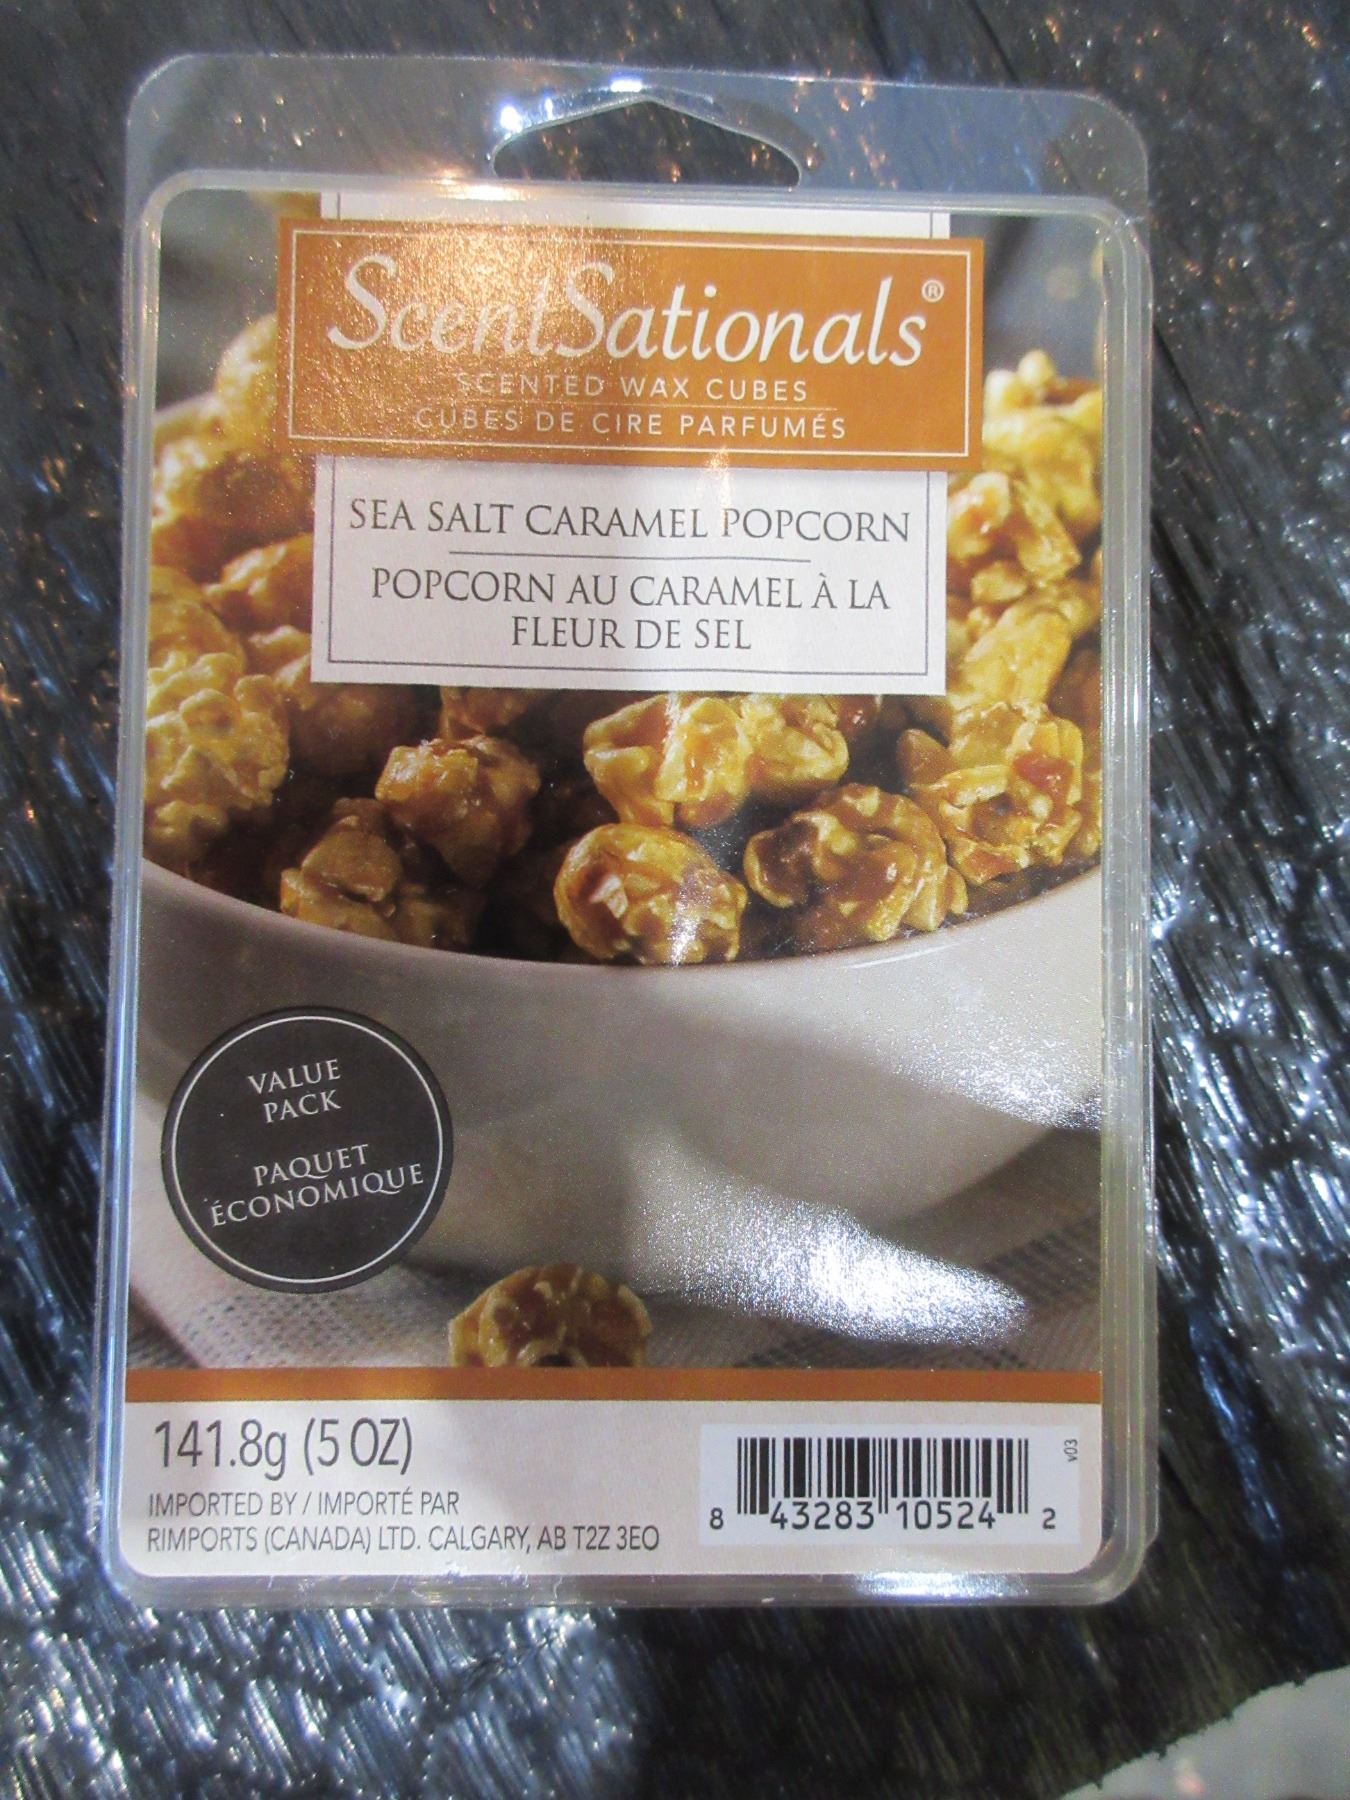 ScentSationals®
SCENTED WAX CUBES
CUBES DE CIRE PARFUMÉS
SEA SALT CARAMEL POPCORN
POPCORN AU CARAMEL À LA
FLEUR DE SEL
VALUE
PACK
PAQUET
ÉCONOMIQUE
141.8g (5 OZ)
IMPORTED BY / IMPORTÉ PAR
RIMPORTS (CANADA) LTD. CALGARY, AB T2Z 3EO
V03
8 43283 10524 2